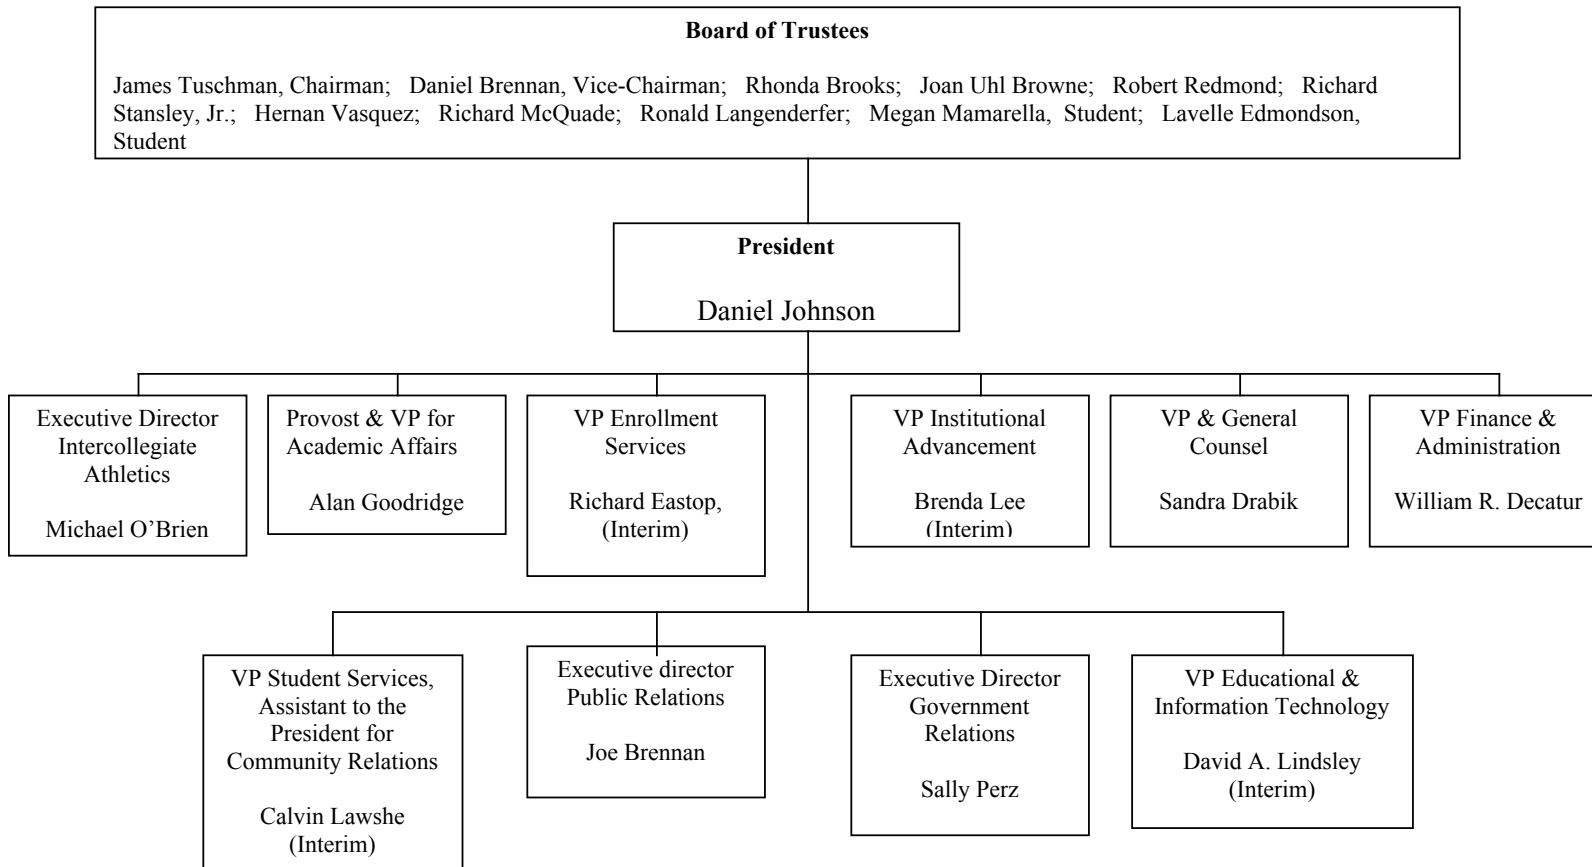 Board of Trustees
James Tuschman, Chairman; Daniel Brennan, Vice-Chairman; Rhonda Brooks; Joan Uhl Browne; Robert Redmond; Richard
Stansley, Jr.; Hernan Vasquez; Richard McQuade; Ronald Langenderfer; Megan Mamarella, Student; Lavelle Edmondson,
Student
President
Daniel Johnson
Executive Director
Intercollegiate
Athletics
Michael O’Brien
Provost & VP for
Academic Affairs
Alan Goodridge
VP Enrollment
Services
Richard Eastop,
(Interim)
VP Institutional
Advancement
Brenda Lee
(Interim)
VP & General
Counsel
Sandra Drabik
VP Finance &
Administration
William R. Decatur
VP Student Services,
Assistant to the
President for
Community Relations
Calvin Lawshe
(Interim)
Executive director
Public Relations
Joe Brennan
Executive Director
Government
Relations
Sally Perz
VP Educational &
Information Technology
David A. Lindsley
(Interim)